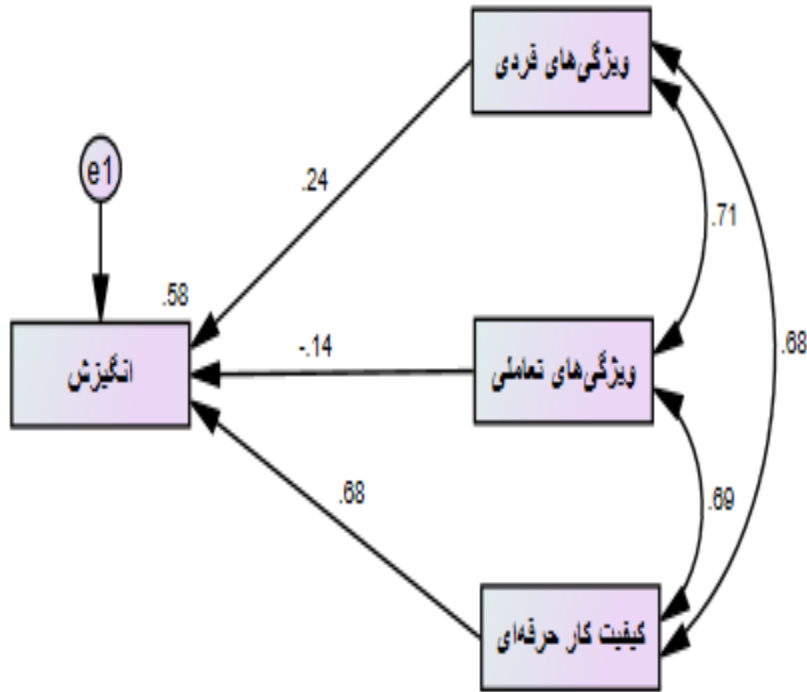 ویژگی‌های فردی
e1
.24
.71
.58
-.14
.68
انگیزش
ویژگی‌های تعاملی
.68
.69
کیفیت کار حرفه‌ای